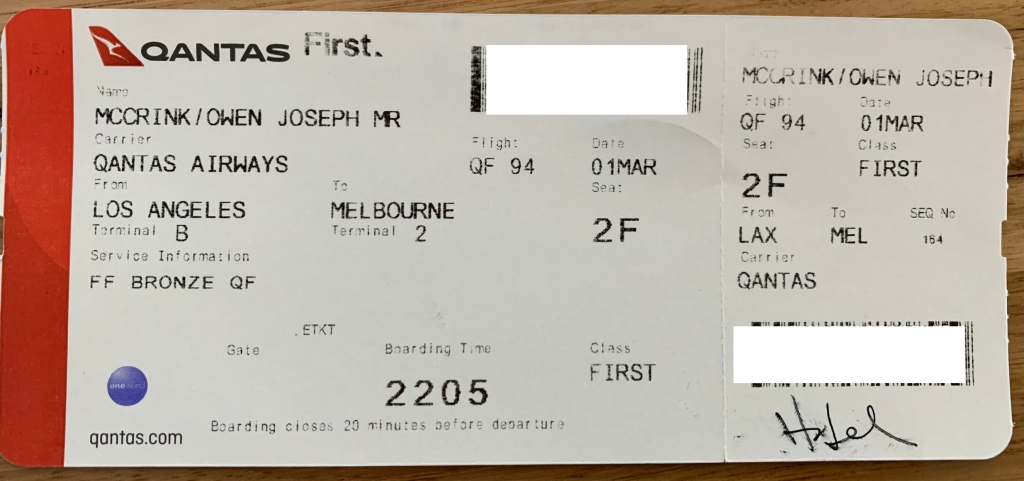 QANTAS First.
164
Name
MCCRINK/OWEN JOSEPH MR
Carrier
Flight
Date
QANTAS AIRWAYS
QF 94
01MAR
From
To
Seat
LOS ANGELES
MELBOURNE
2F
Terminal B
Terminal 2
Service Information
FF BRONZE QF
.ETKT
Gate
Boarding Time
Class
2205
FIRST
oneworld
qantas.com
Boarding closes 20 minutes before departure
Name
MCCRINK/OWEN JOSEPH
Flight
Date
QF 94
01MAR
Seat
Class
2F
FIRST
From
To
SEQ No
LAX
MEL
164
Carrier
QANTAS